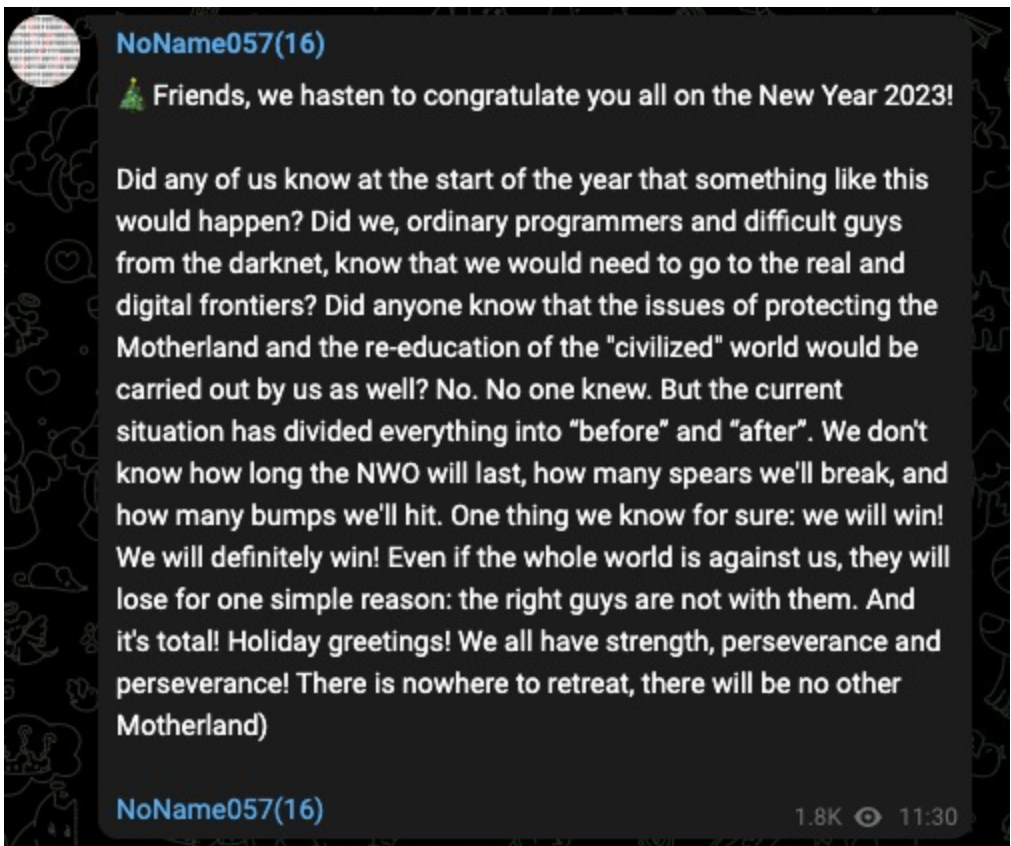 NoName057(16)
🎄 Friends, we hasten to congratulate you all on the New Year 2023!
Did any of us know at the start of the year that something like this
would happen? Did we, ordinary programmers and difficult guys
from the darknet, know that we would need to go to the real and
digital frontiers? Did anyone know that the issues of protecting the
Motherland and the re-education of the "civilized" world would be
carried out by us as well? No. No one knew. But the current
situation has divided everything into “before” and “after”. We don't
know how long the NWO will last, how many spears we'll break, and
how many bumps we'll hit. One thing we know for sure: we will win!
We will definitely win! Even if the whole world is against us, they will
lose for one simple reason: the right guys are not with them. And
it's total! Holiday greetings! We all have strength, perseverance and
perseverance! There is nowhere to retreat, there will be no other
Motherland)
NoName057(16)
1.8K 11:30